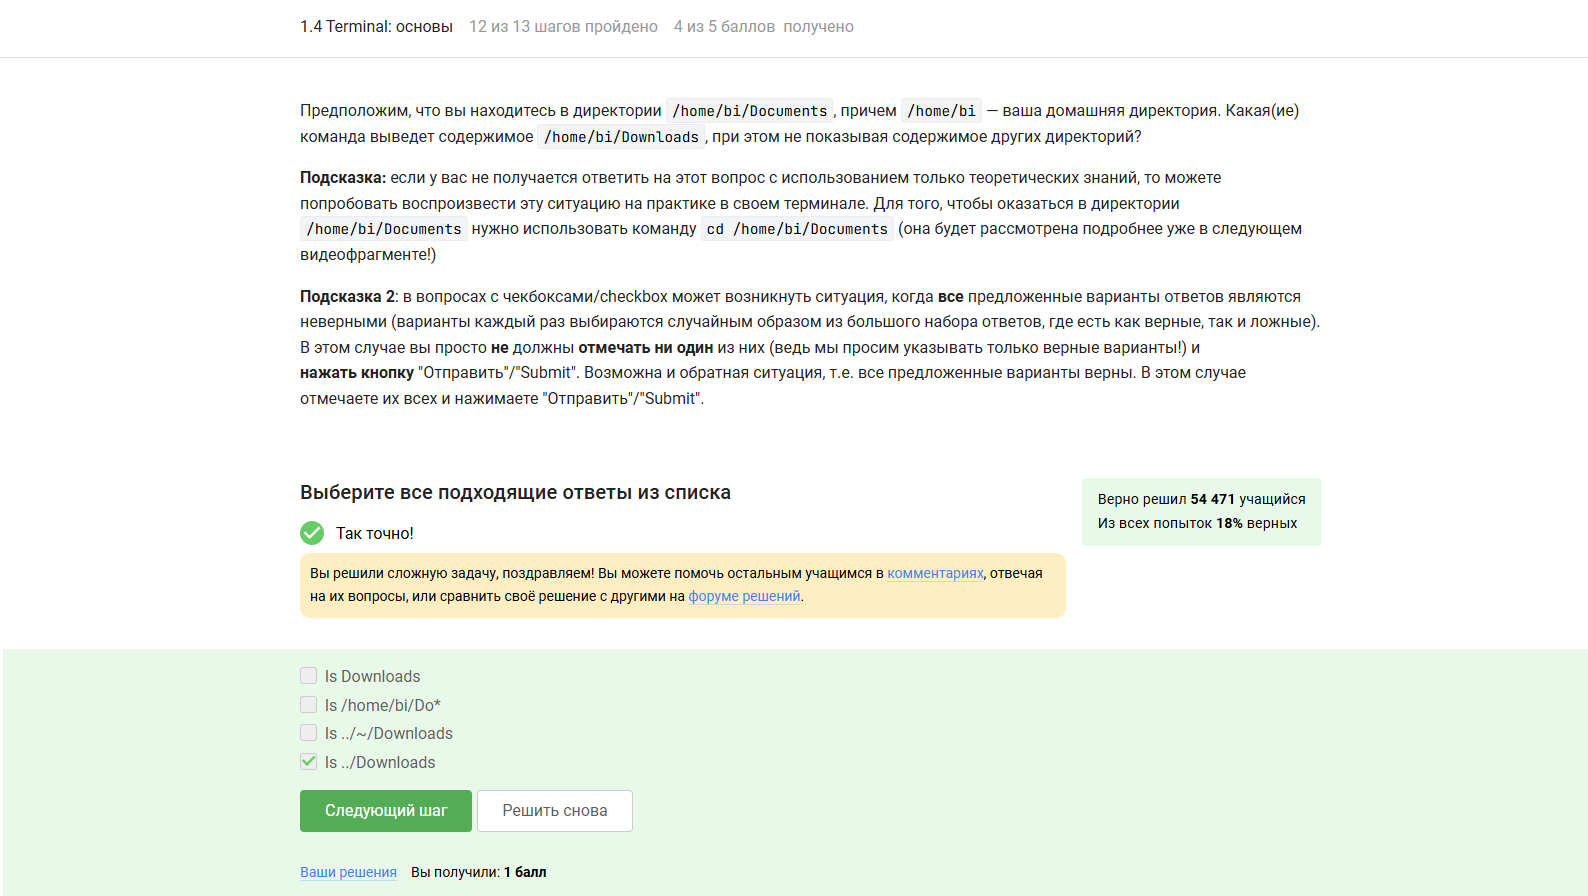 1.4 Terminal: основы 12 из 13 шагов пройдено 4 из 5 баллов получено
Предположим, что вы находитесь в директории /home/bi/Documents, причем /home/bi — ваша домашняя директория. Какая(ие)
команда выведет содержимое /home/bi/Downloads, при этом не показывая содержимое других директорий?
Подсказка: если у вас не получается ответить на этот вопрос с использованием только теоретических знаний, то можете
попробовать воспроизвести эту ситуацию на практике в своем терминале. Для того, чтобы оказаться в директории
/home/bi/Documents нужно использовать команду cd /home/bi/Documents (она будет рассмотрена подробнее уже в следующем
видеофрагменте!)
Подсказка 2: в вопросах с чекбоксами/checkbox может возникнуть ситуация, когда все предложенные варианты ответов являются
неверными (варианты каждый раз выбираются случайным образом из большого набора ответов, где есть как верные, так и ложные).
В этом случае вы просто не должны отмечать ни один из них (ведь мы просим указывать только верные варианты!) и
нажать кнопку "Отправить"/"Submit". Возможна и обратная ситуация, т.е. все предложенные варианты верны. В этом случае
отмечаете их всех и нажимаете "Отправить"/"Submit".
Выберите все подходящие ответы из списка
Верно решил 54 471 учащийся
Из всех попыток 18% верных
Так точно!
Вы решили сложную задачу, поздравляем! Вы можете помочь остальным учащимся в комментариях, отвечая
на их вопросы, или сравнить своё решение с другими на форуме решений.
ls Downloads
ls /home/bi/Do*
ls ../~/Downloads
ls ../Downloads
Следующий шаг Решить снова
Ваши решения Вы получили: 1 балл